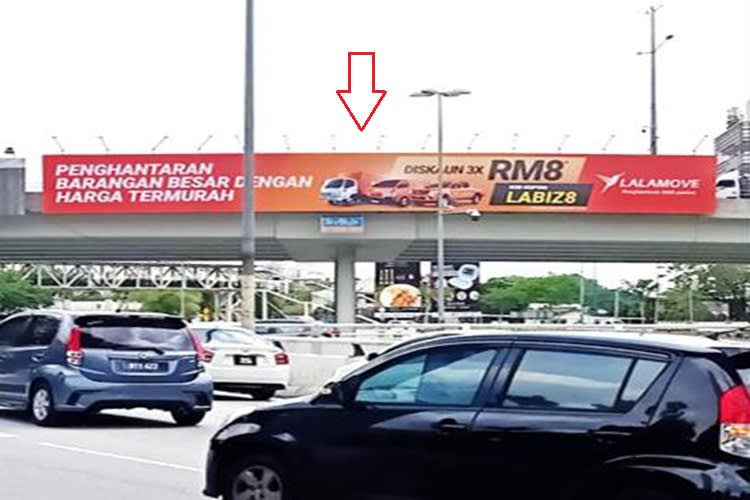 PENGHANTARAN
BARANGAN BESAR DENGAN
HARGA TERMURAH
DISKAUN 3X
RM8*
LABIZ8
LALAMOVE